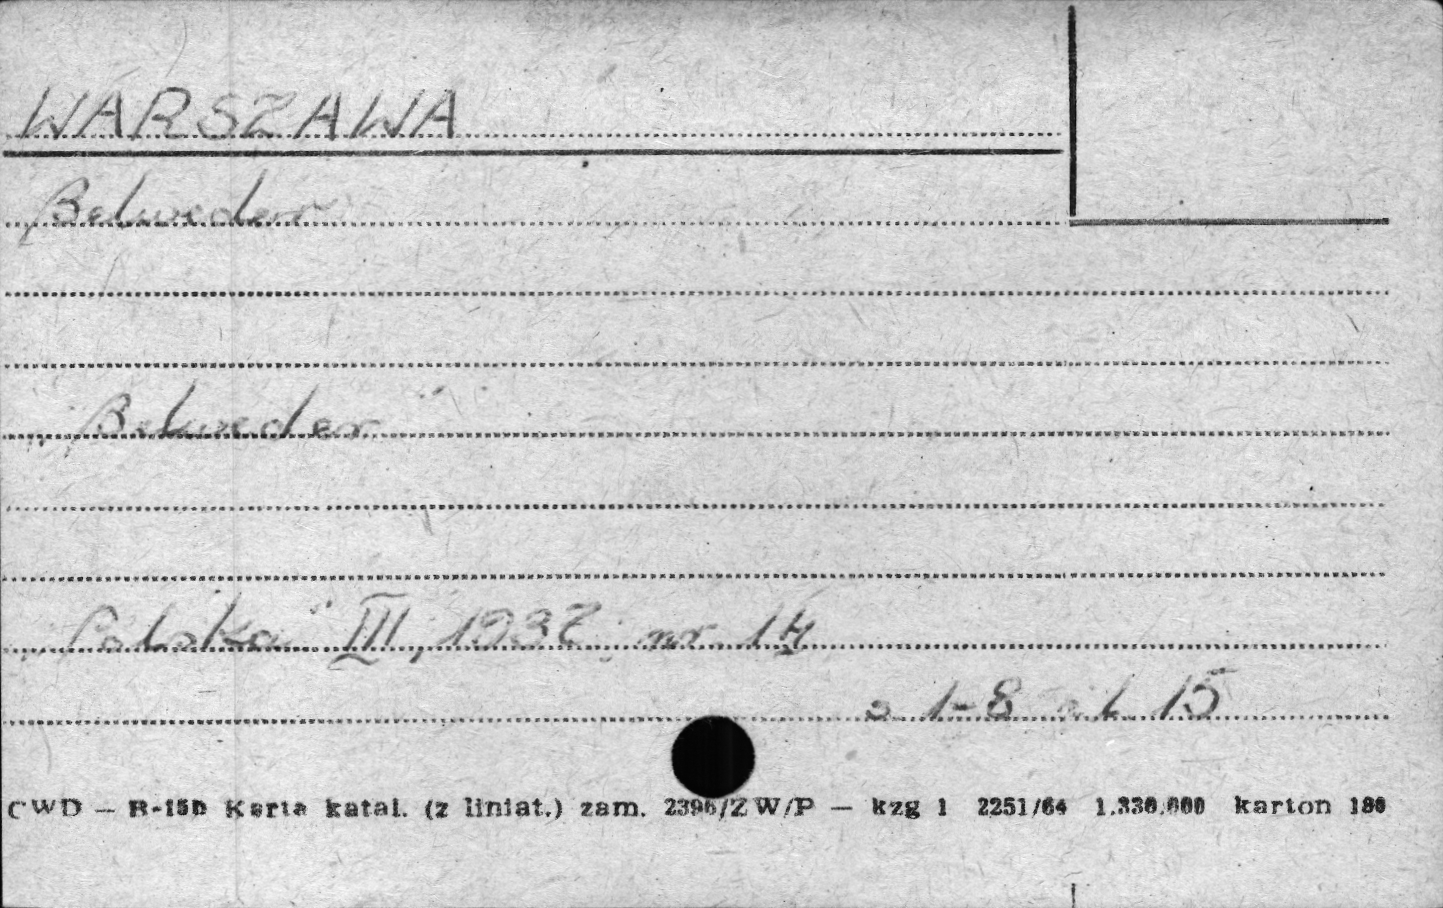 WARSZAWA
Belweder
„Belweder"
„Polska" III, 1937, nr. 14
s. 1-8 il. 15
CWD — R-15b Karta katal. (z liniat.) zam. 2396/ZW/P — kzg 1 2251/64 1.330.000 karton 180